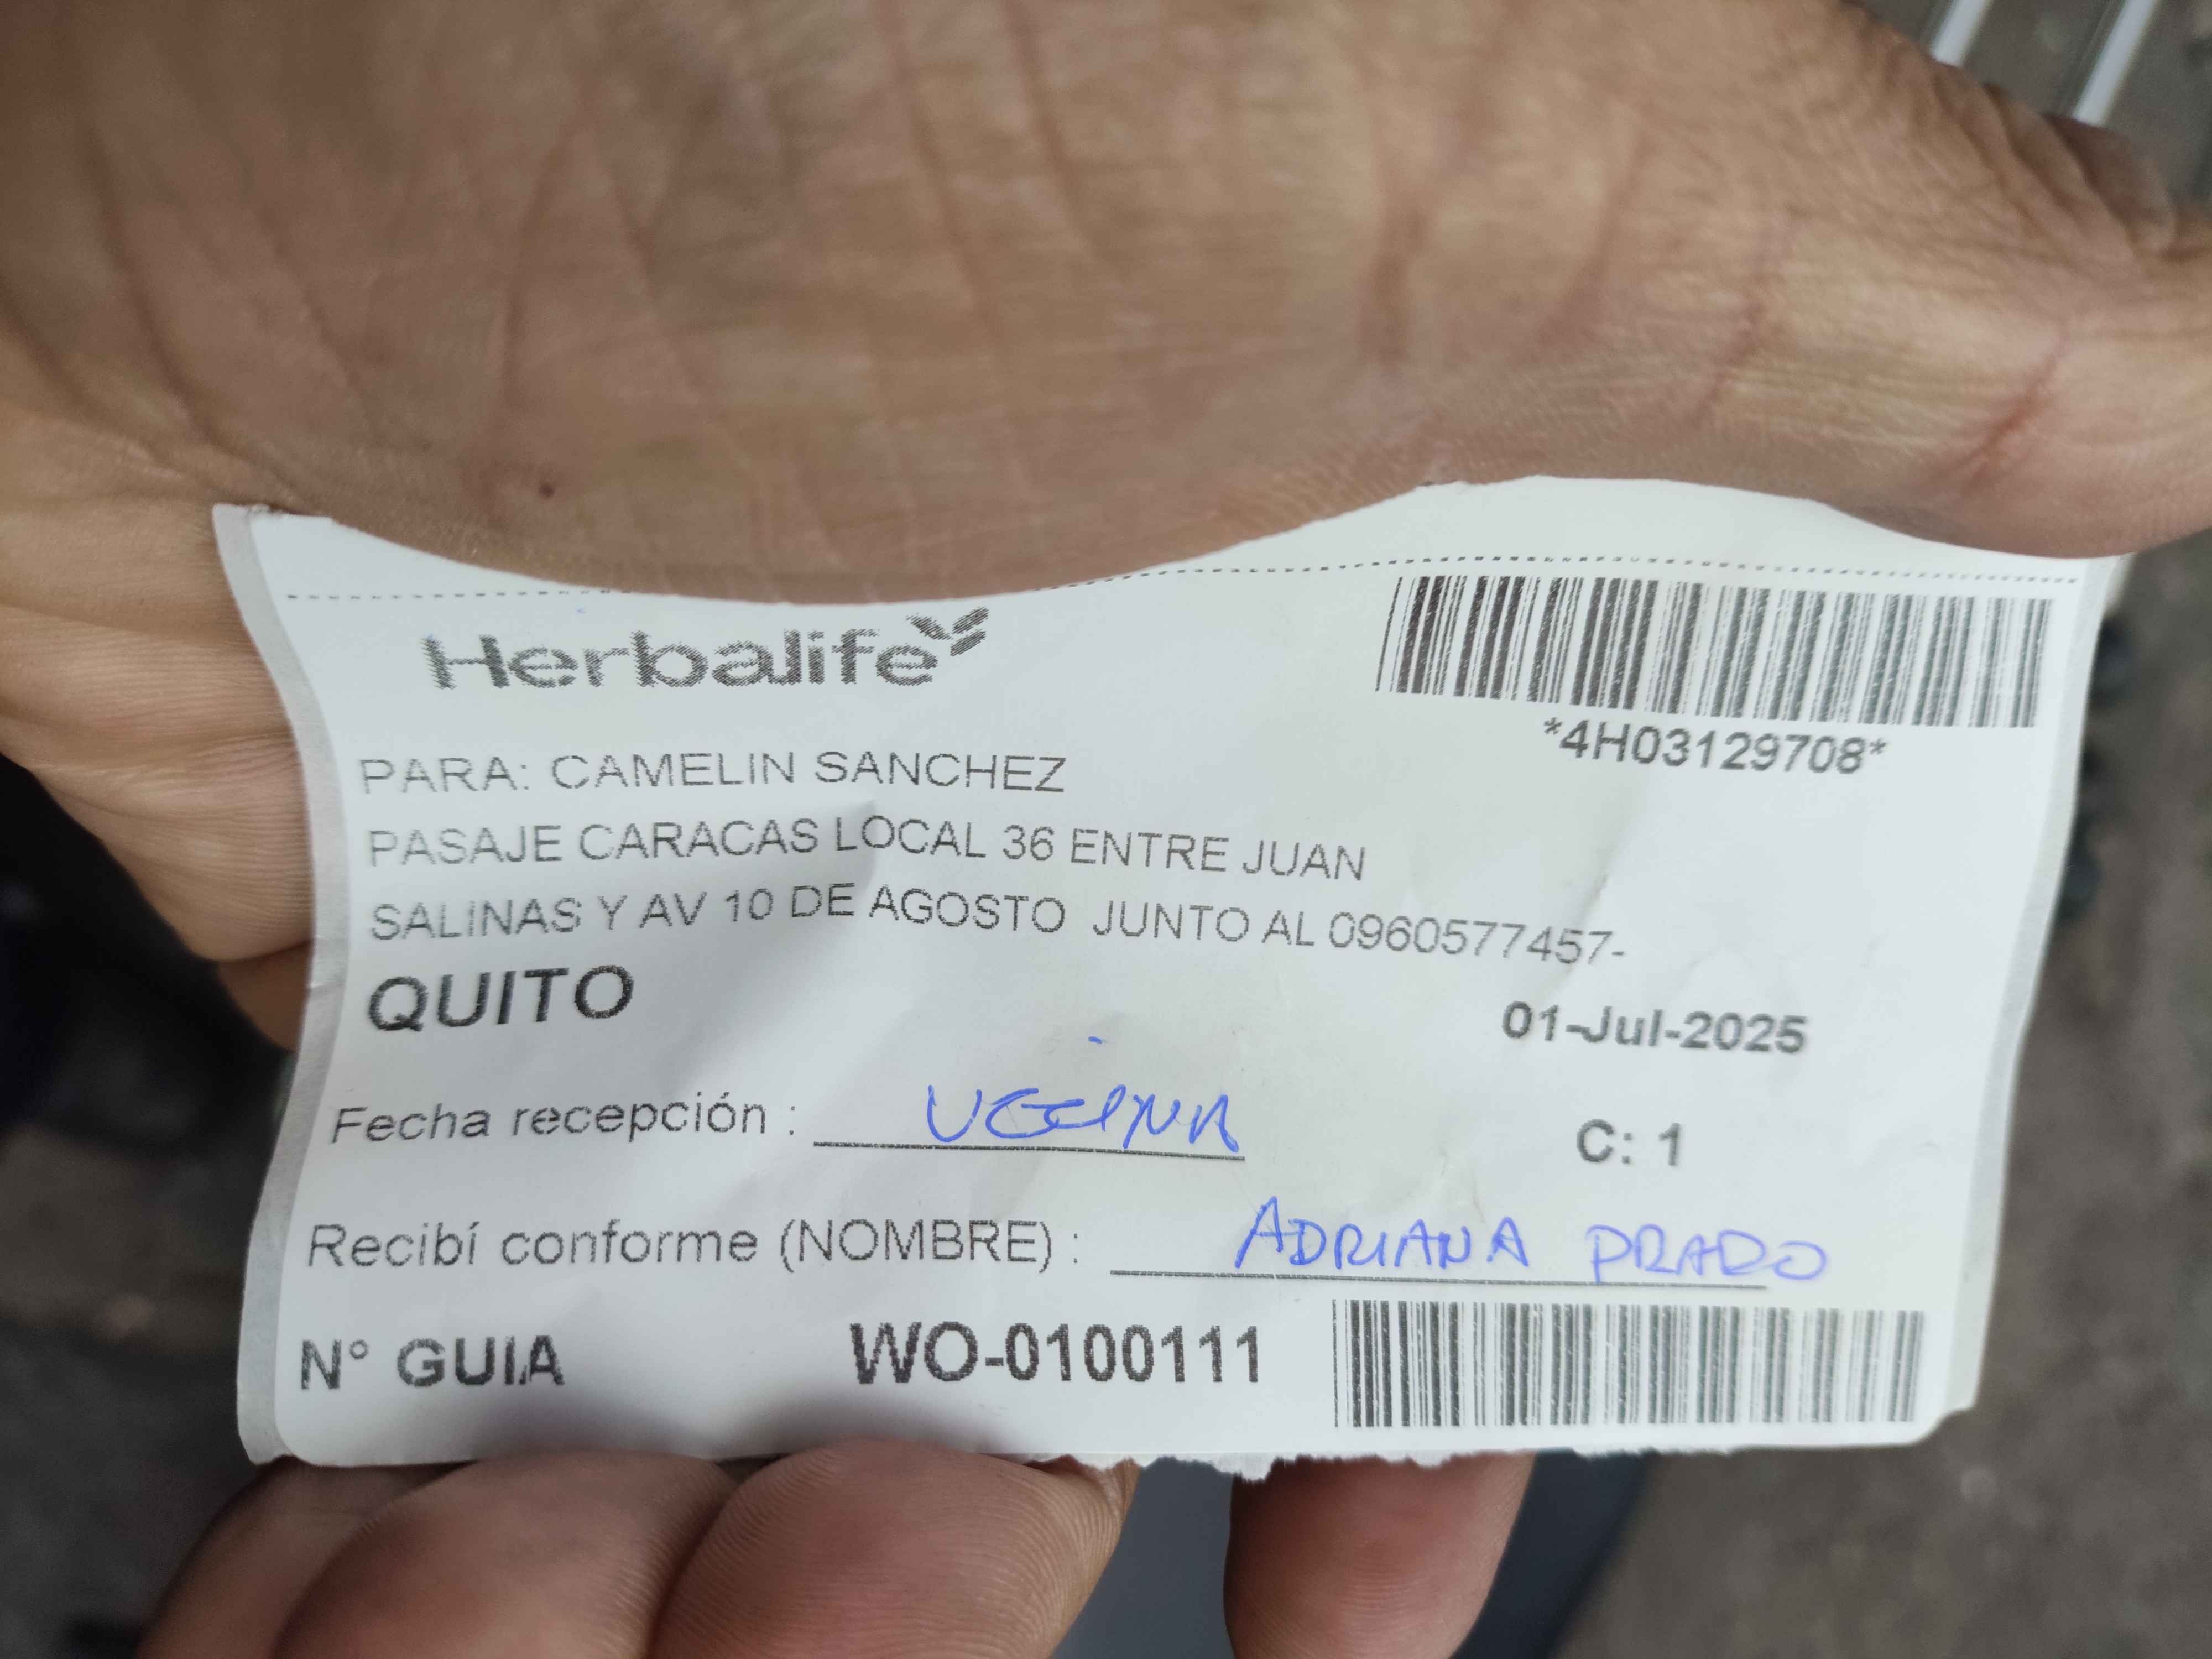 Herbalife
*4H03129708*
PARA: CAMELIN SANCHEZ
PASAJE CARACAS LOCAL 36 ENTRE JUAN
SALINAS Y AV 10 DE AGOSTO JUNTO AL 0960577457-
QUITO
01-Jul-2025
Fecha recepción : VECINA
C: 1
Recibí conforme (NOMBRE) : ADRIANA PRADO
N° GUIA WO-0100111